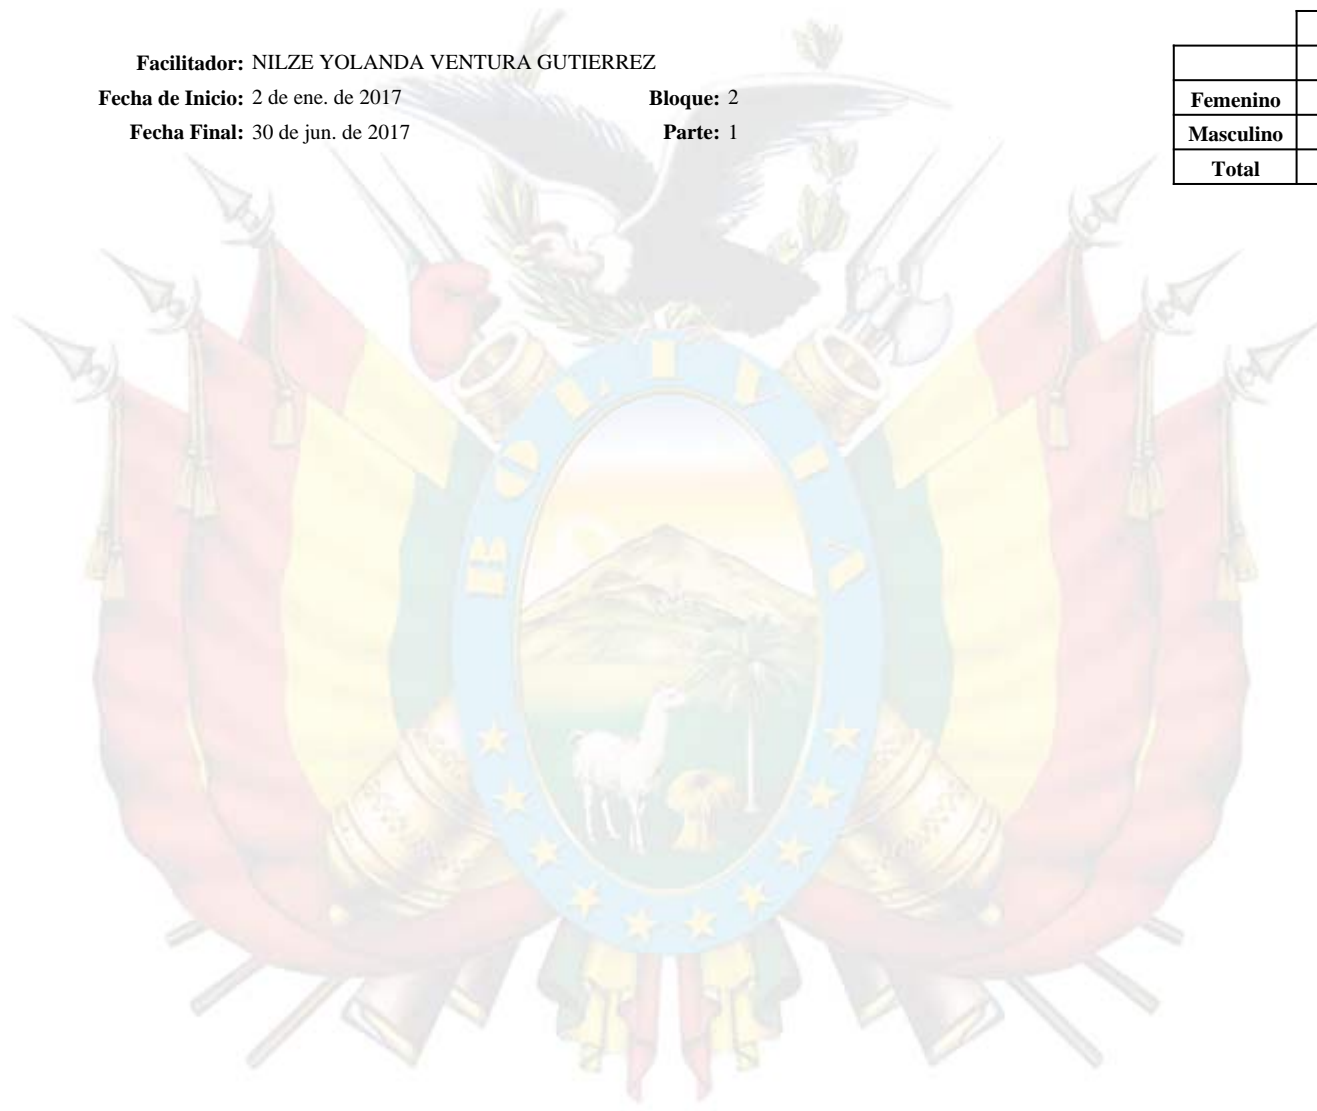 Facilitador: NILZE YOLANDA VENTURA GUTIERREZ
Fecha de Inicio: 2 de ene. de 2017 Bloque: 2
Fecha Final: 30 de jun. de 2017 Parte: 1
Femenino
Masculino
Total
BOLIVIA